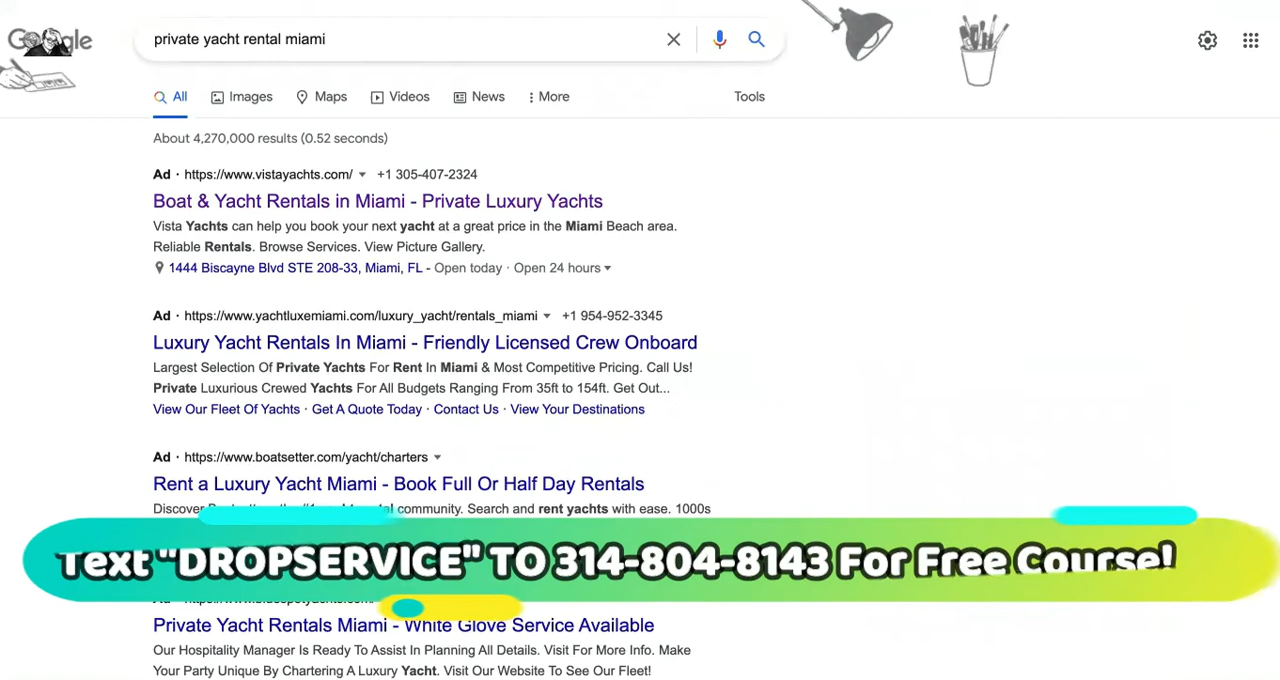 private yacht rental miami
All Images Maps Videos News More Tools
About 4,270,000 results (0.52 seconds)
Ad · https://www.vistayachts.com/ +1 305-407-2324
Boat & Yacht Rentals in Miami - Private Luxury Yachts
Vista Yachts can help you book your next yacht at a great price in the Miami Beach area.
Reliable Rentals. Browse Services. View Picture Gallery.
1444 Biscayne Blvd STE 208-33, Miami, FL - Open today · Open 24 hours
Ad · https://www.yachtluxemiami.com/luxury_yacht/rentals_miami +1 954-952-3345
Luxury Yacht Rentals In Miami - Friendly Licensed Crew Onboard
Largest Selection Of Private Yachts For Rent In Miami & Most Competitive Pricing. Call Us!
Private Luxurious Crewed Yachts For All Budgets Ranging From 35ft to 154ft. Get Out...
View Our Fleet Of Yachts · Get A Quote Today · Contact Us · View Your Destinations
Ad · https://www.boatsetter.com/yacht/charters
Rent a Luxury Yacht Miami - Book Full Or Half Day Rentals
Discover community. Search and rent yachts with ease. 1000s
Text "DROPSERVICE" TO 314-804-8143 For Free Course!
Private Yacht Rentals Miami - White Glove Service Available
Our Hospitality Manager Is Ready To Assist In Planning All Details. Visit For More Info. Make
Your Party Unique By Chartering A Luxury Yacht. Visit Our Website To See Our Fleet!